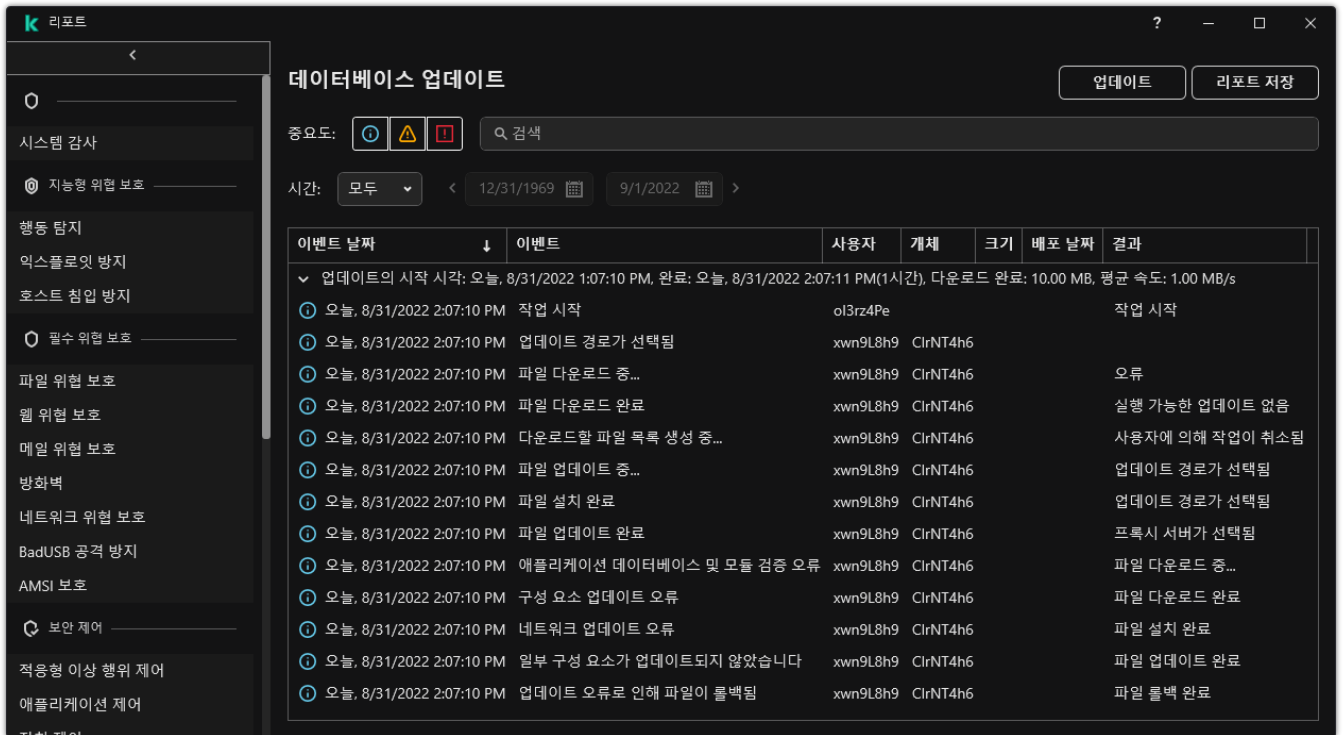 리포트
?
데이터베이스 업데이트
업데이트
리포트 저장
중요도:
검색
시간:
모두
12/31/1969
9/1/2022
시스템 감사
지능형 위협 보호
행동 탐지
익스플로잇 방지
호스트 침입 방지
필수 위협 보호
파일 위협 보호
웹 위협 보호
메일 위협 보호
방화벽
네트워크 위협 보호
BadUSB 공격 방지
AMSI 보호
보안 제어
적응형 이상 행위 제어
애플리케이션 제어
이벤트 날짜 이벤트 사용자 개체 크기 배포 날짜 결과
업데이트의 시작 시각: 오늘, 8/31/2022 1:07:10 PM, 완료: 오늘, 8/31/2022 2:07:11 PM(1시간), 다운로드 완료: 10.00 MB, 평균 속도: 1.00 MB/s
오늘, 8/31/2022 2:07:10 PM 작업 시작 ol3rz4Pe 작업 시작
오늘, 8/31/2022 2:07:10 PM 업데이트 경로가 선택됨 xwn9L8h9 ClrNT4h6
오늘, 8/31/2022 2:07:10 PM 파일 다운로드 중... xwn9L8h9 ClrNT4h6 오류
오늘, 8/31/2022 2:07:10 PM 파일 다운로드 완료 xwn9L8h9 ClrNT4h6 실행 가능한 업데이트 없음
오늘, 8/31/2022 2:07:10 PM 다운로드할 파일 목록 생성 중... xwn9L8h9 ClrNT4h6 사용자에 의해 작업이 취소됨
오늘, 8/31/2022 2:07:10 PM 파일 업데이트 중... xwn9L8h9 ClrNT4h6 업데이트 경로가 선택됨
오늘, 8/31/2022 2:07:10 PM 파일 설치 완료 xwn9L8h9 ClrNT4h6 업데이트 경로가 선택됨
오늘, 8/31/2022 2:07:10 PM 파일 업데이트 완료 xwn9L8h9 ClrNT4h6 프록시 서버가 선택됨
오늘, 8/31/2022 2:07:10 PM 애플리케이션 데이터베이스 및 모듈 검증 오류 xwn9L8h9 ClrNT4h6 파일 다운로드 중...
오늘, 8/31/2022 2:07:10 PM 구성 요소 업데이트 오류 xwn9L8h9 ClrNT4h6 파일 다운로드 완료
오늘, 8/31/2022 2:07:10 PM 네트워크 업데이트 오류 xwn9L8h9 ClrNT4h6 파일 설치 완료
오늘, 8/31/2022 2:07:10 PM 일부 구성 요소가 업데이트되지 않았습니다 xwn9L8h9 ClrNT4h6 파일 업데이트 완료
오늘, 8/31/2022 2:07:10 PM 업데이트 오류로 인해 파일이 롤백됨 xwn9L8h9 ClrNT4h6 파일 롤백 완료